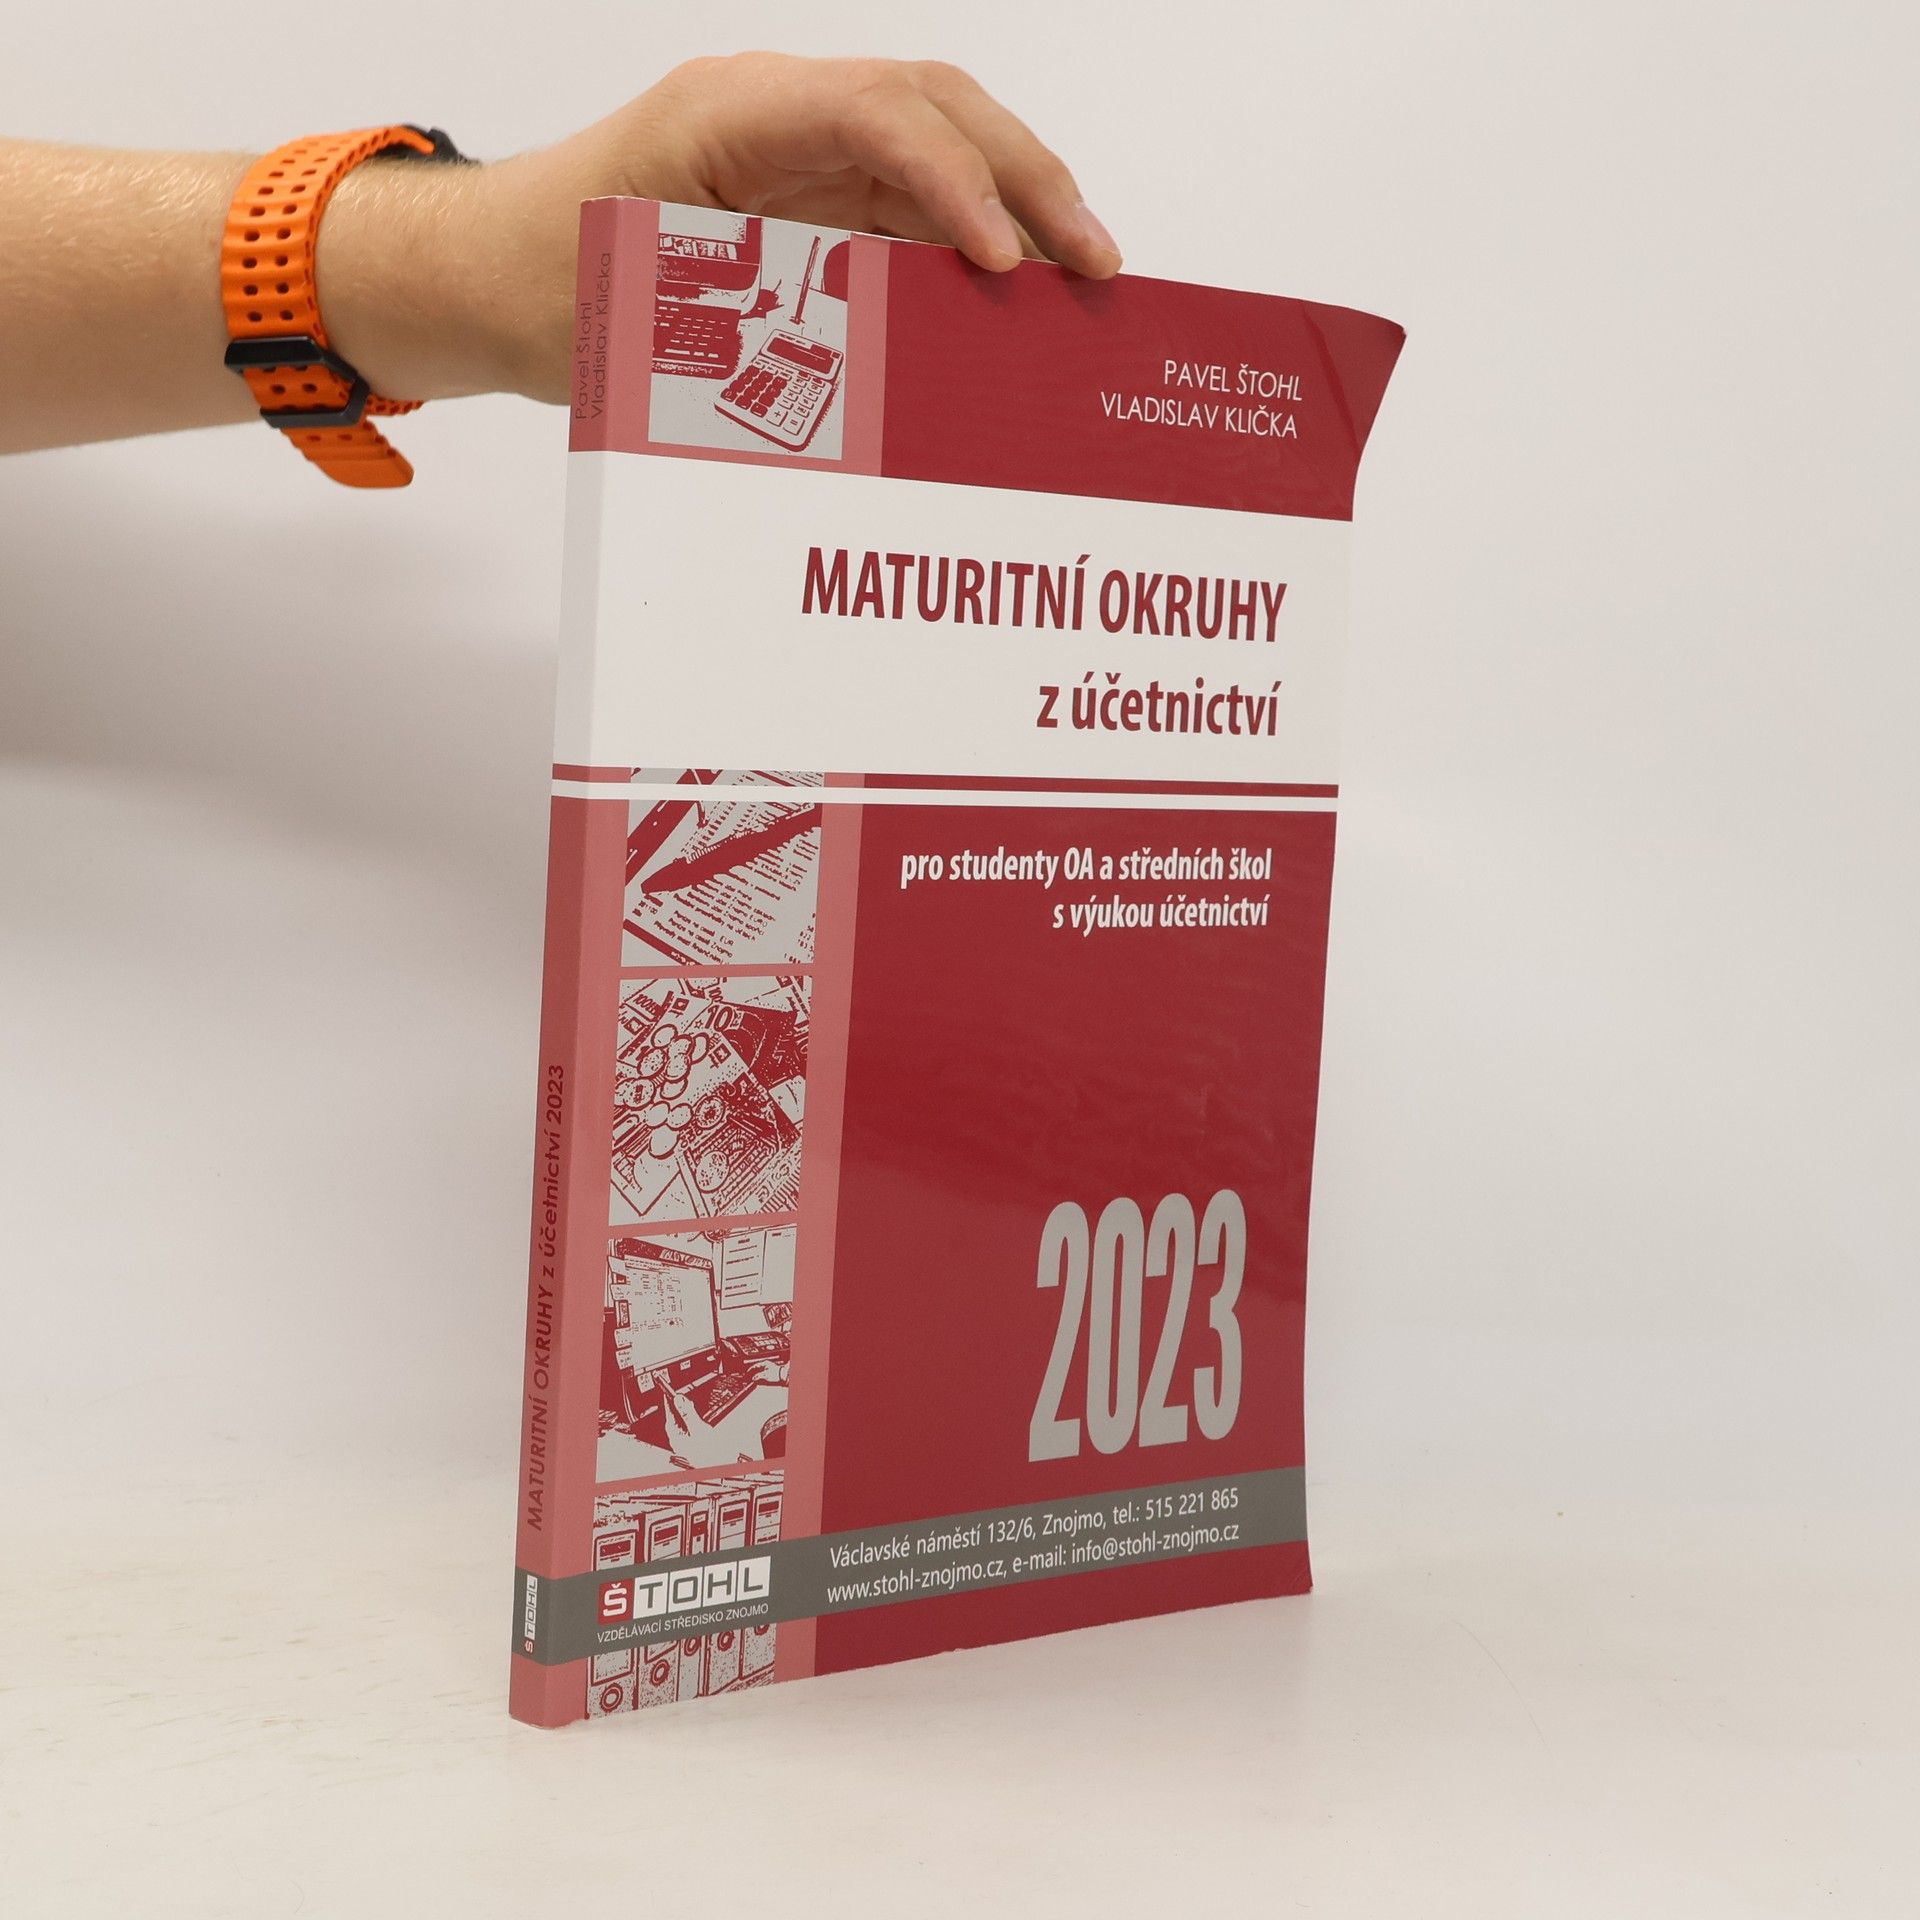 Pavel Štohl
Vladislav Klička
MATURITNÍ OKRUHY z účetnictví 2023
ŠTOHL
PAVEL ŠTOHL
VLADISLAV KLIČKA
MATURITNÍ OKRUHY
z účetnictví
pro studenty OA a středních škol
s výukou účetnictví
2023
ŠTOHL
VZDĚLÁVACÍ STŘEDISKO ZNOJMO
Václavské náměstí 132/6, Znojmo, tel.: 515 221 865
www.stohl-znojmo.cz, e-mail: info@stohl-znojmo.cz